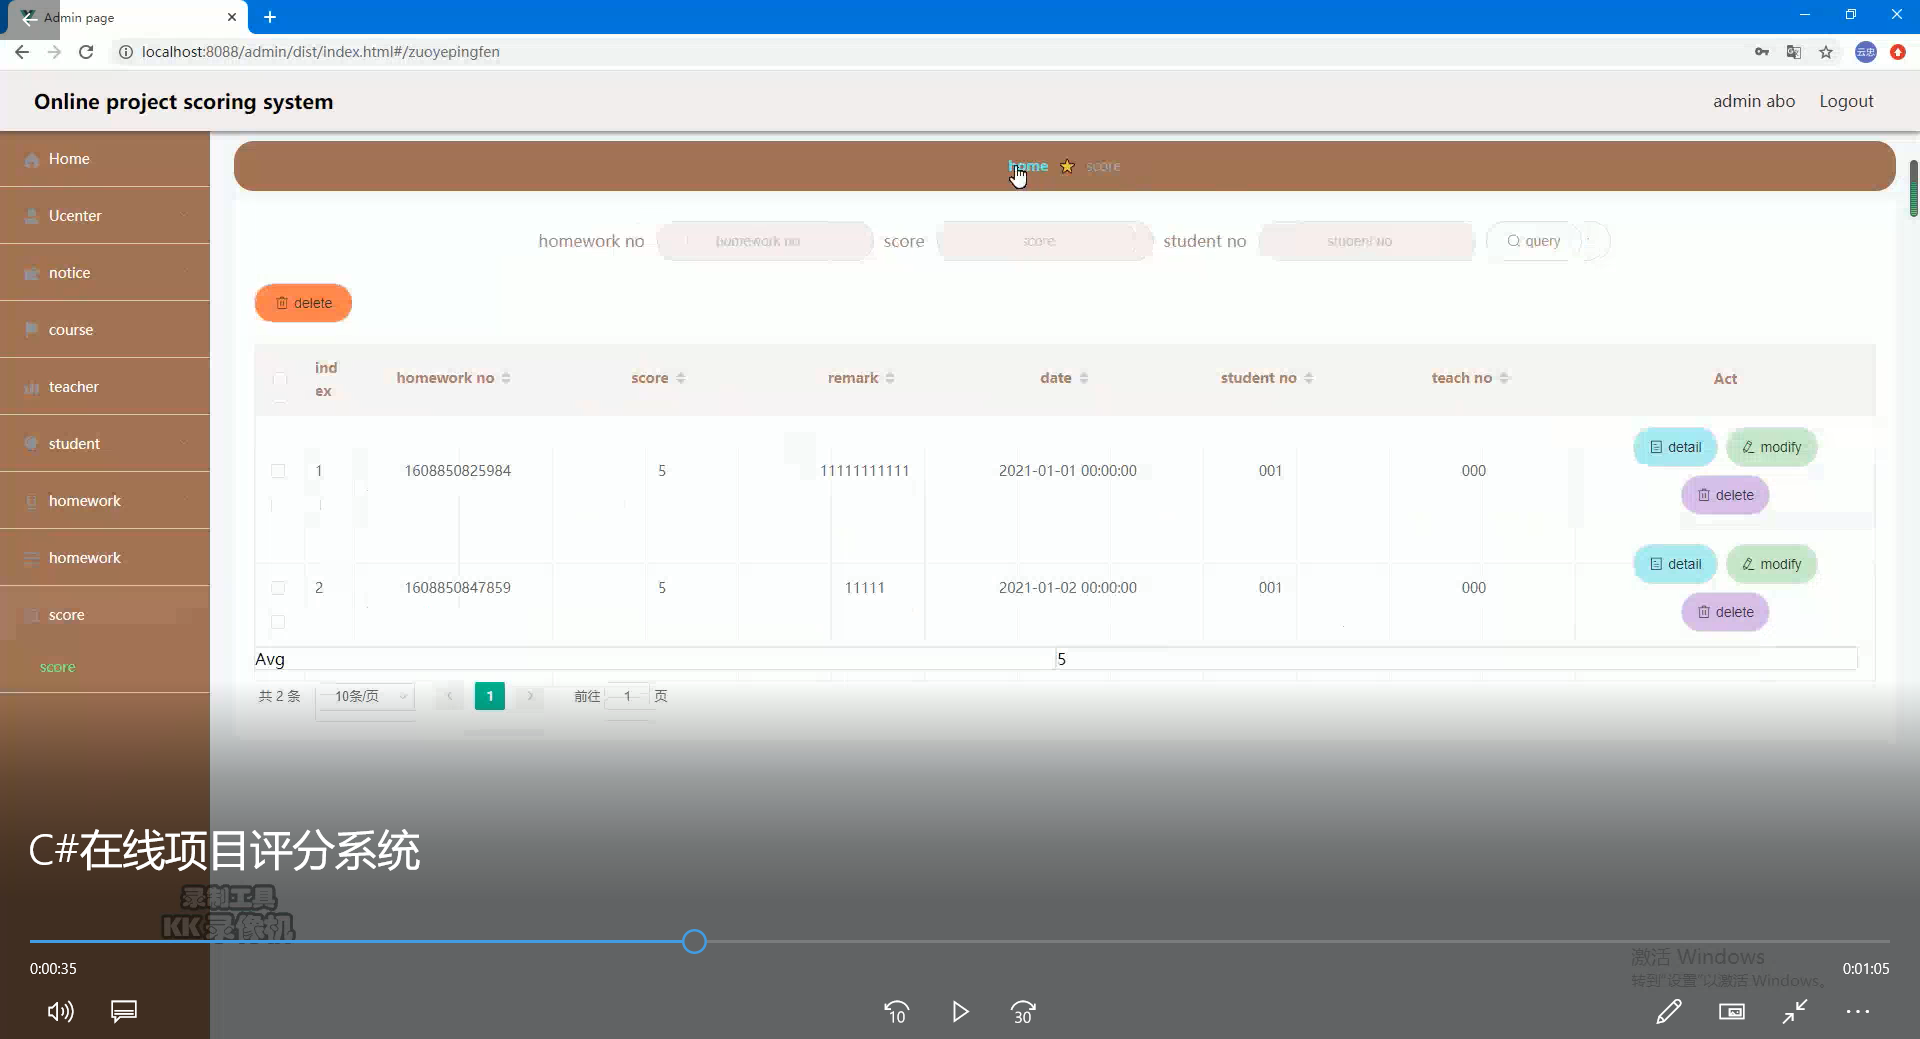 Admin page
localhost:8088/admin/dist/index.html#/zuoyepingfen
云忠
Online project scoring system
admin abo Logout
Home
Ucenter
notice
course
teacher
student
homework
homework
score
score
home score
homework no homework no score score student no student no query
delete
index homework no score remark date student no teach no Act
1 1608850825984 5 11111111111 2021-01-01 00:00:00 001 000 detail modify
delete
2 1608850847859 5 11111 2021-01-02 00:00:00 001 000 detail modify
delete
Avg 5
共 2 条 10条/页 1 前往 1 页
C#在线项目评分系统
录制工具
KK 录像机
0:00:35
激活 Windows
转到“设置”以激活 Windows。
0:01:05
10
30